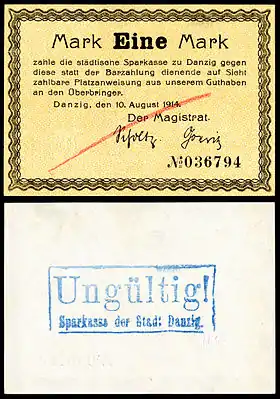 Mark Eine Mark
zahle die städtische Sparkasse zu Danzig gegen
diese statt der Barzahlung dienende auf Sicht
zahlbare Platzanweisung aus unserem Guthaben
an den Überbringer.
Danzig, den 10. August 1914.
Der Magistrat.
Scholtz.
№036794
Ungültig!
Sparkasse der Stadt Danzig.